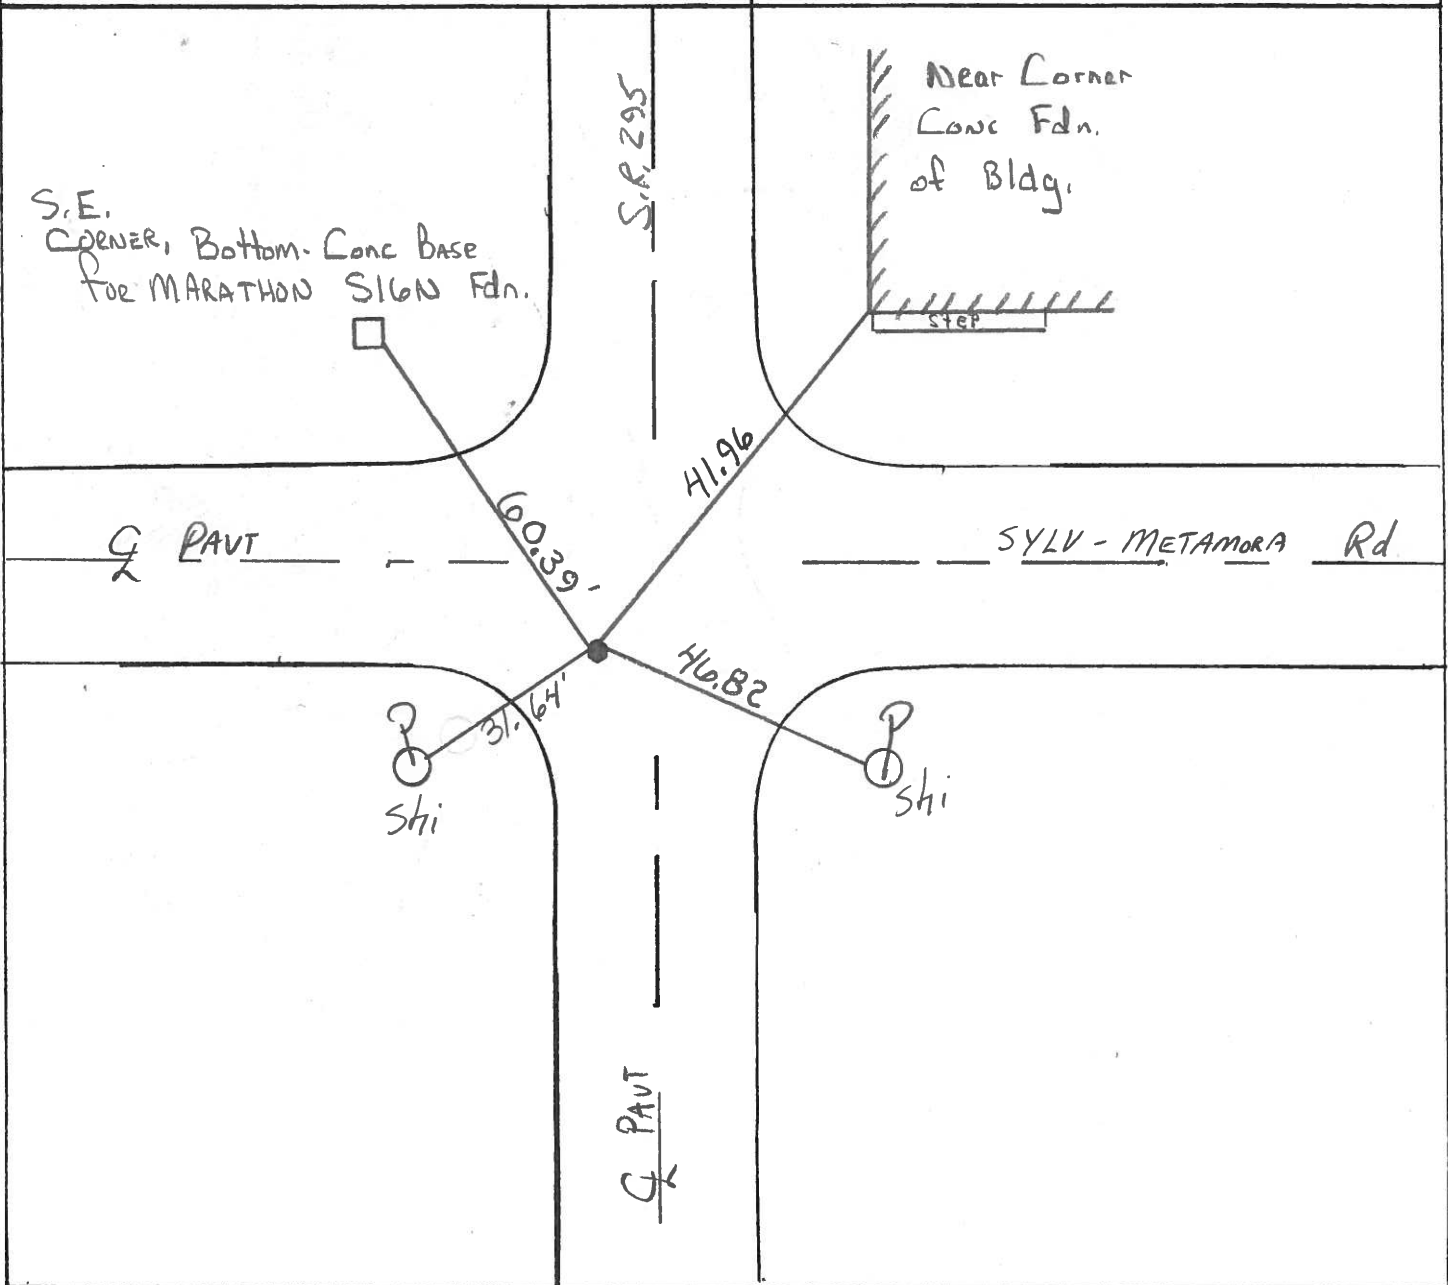 S.R. 295
Near Corner
Conc Fdn.
of Bldg.
S.E.
CORNER, Bottom- Conc BASE
for MARATHON SIGN Fdn.
STEP
41.96
60.39'
℄ PAVT
SYLV - METAMORA Rd
46.82
31.64'
P
P
Shi
Shi
℄ PAVT